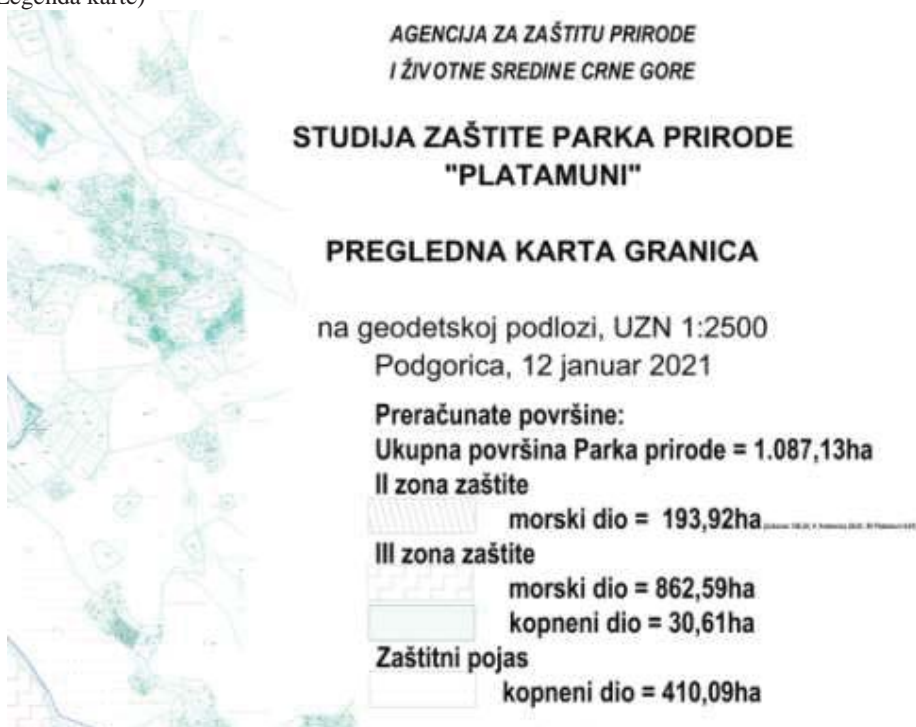 Legenda karte)
AGENCIJA ZA ZAŠTITU PRIRODE
I ŽIVOTNE SREDINE CRNE GORE
STUDIJA ZAŠTITE PARKA PRIRODE
"PLATAMUNI"
PREGLEDNA KARTA GRANICA
na geodetskoj podlozi, UZN 1:2500
Podgorica, 12 januar 2021
Preračunate površine:
Ukupna površina Parka prirode = 1.087,13ha
II zona zaštite
morski dio = 193,92ha
III zona zaštite
morski dio = 862,59ha
kopneni dio = 30,61ha
Zaštitni pojas
kopneni dio = 410,09ha